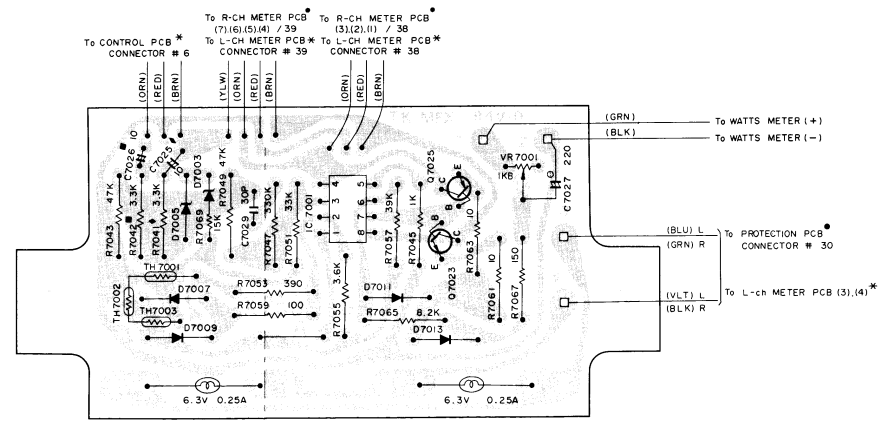 To R-CH METER PCB●
(7),(6),(5),(4) / 39
To L-CH METER PCB*
CONNECTOR # 39
To R-CH METER PCB●
(3),(2),(1) / 38
To L-CH METER PCB*
CONNECTOR # 38
To CONTROL PCB*
CONNECTOR # 6
(ORN)
(RED)
(BRN)
(YLW)
(ORN)
(RED)
(BRN)
(ORN)
(RED)
(BRN)
(GRN)
To WATTS METER (+)
(BLK)
To WATTS METER (−)
■ C7026 10
C7025 ♦
10
D7003
47K
R7049
Q7025
E
C
B
VR7001
1KB
220
C7027
47K
R7043
3.3K
R7042■
3.3K
R7041♦
D7005
15K
R7069
30P
C7029
330K
R7047
33K
R7051
IC 7001
4
3
2
1
5
6
7
8
39K
R7057
1K
R7045
B
C
E
Q7023
10
R7063
10
R7061
150
R7067
(BLU) L
(GRN) R
To PROTECTION PCB●
CONNECTOR # 30
TH7001
TH7002
TH7003
D7007
D7009
R7053 390
R7059 100
3.6K
R7055
D7011
R7065 8.2K
D7013
(VLT) L
(BLK) R
To L-ch METER PCB (3),(4)*
6.3V 0.25A
6.3V 0.25A